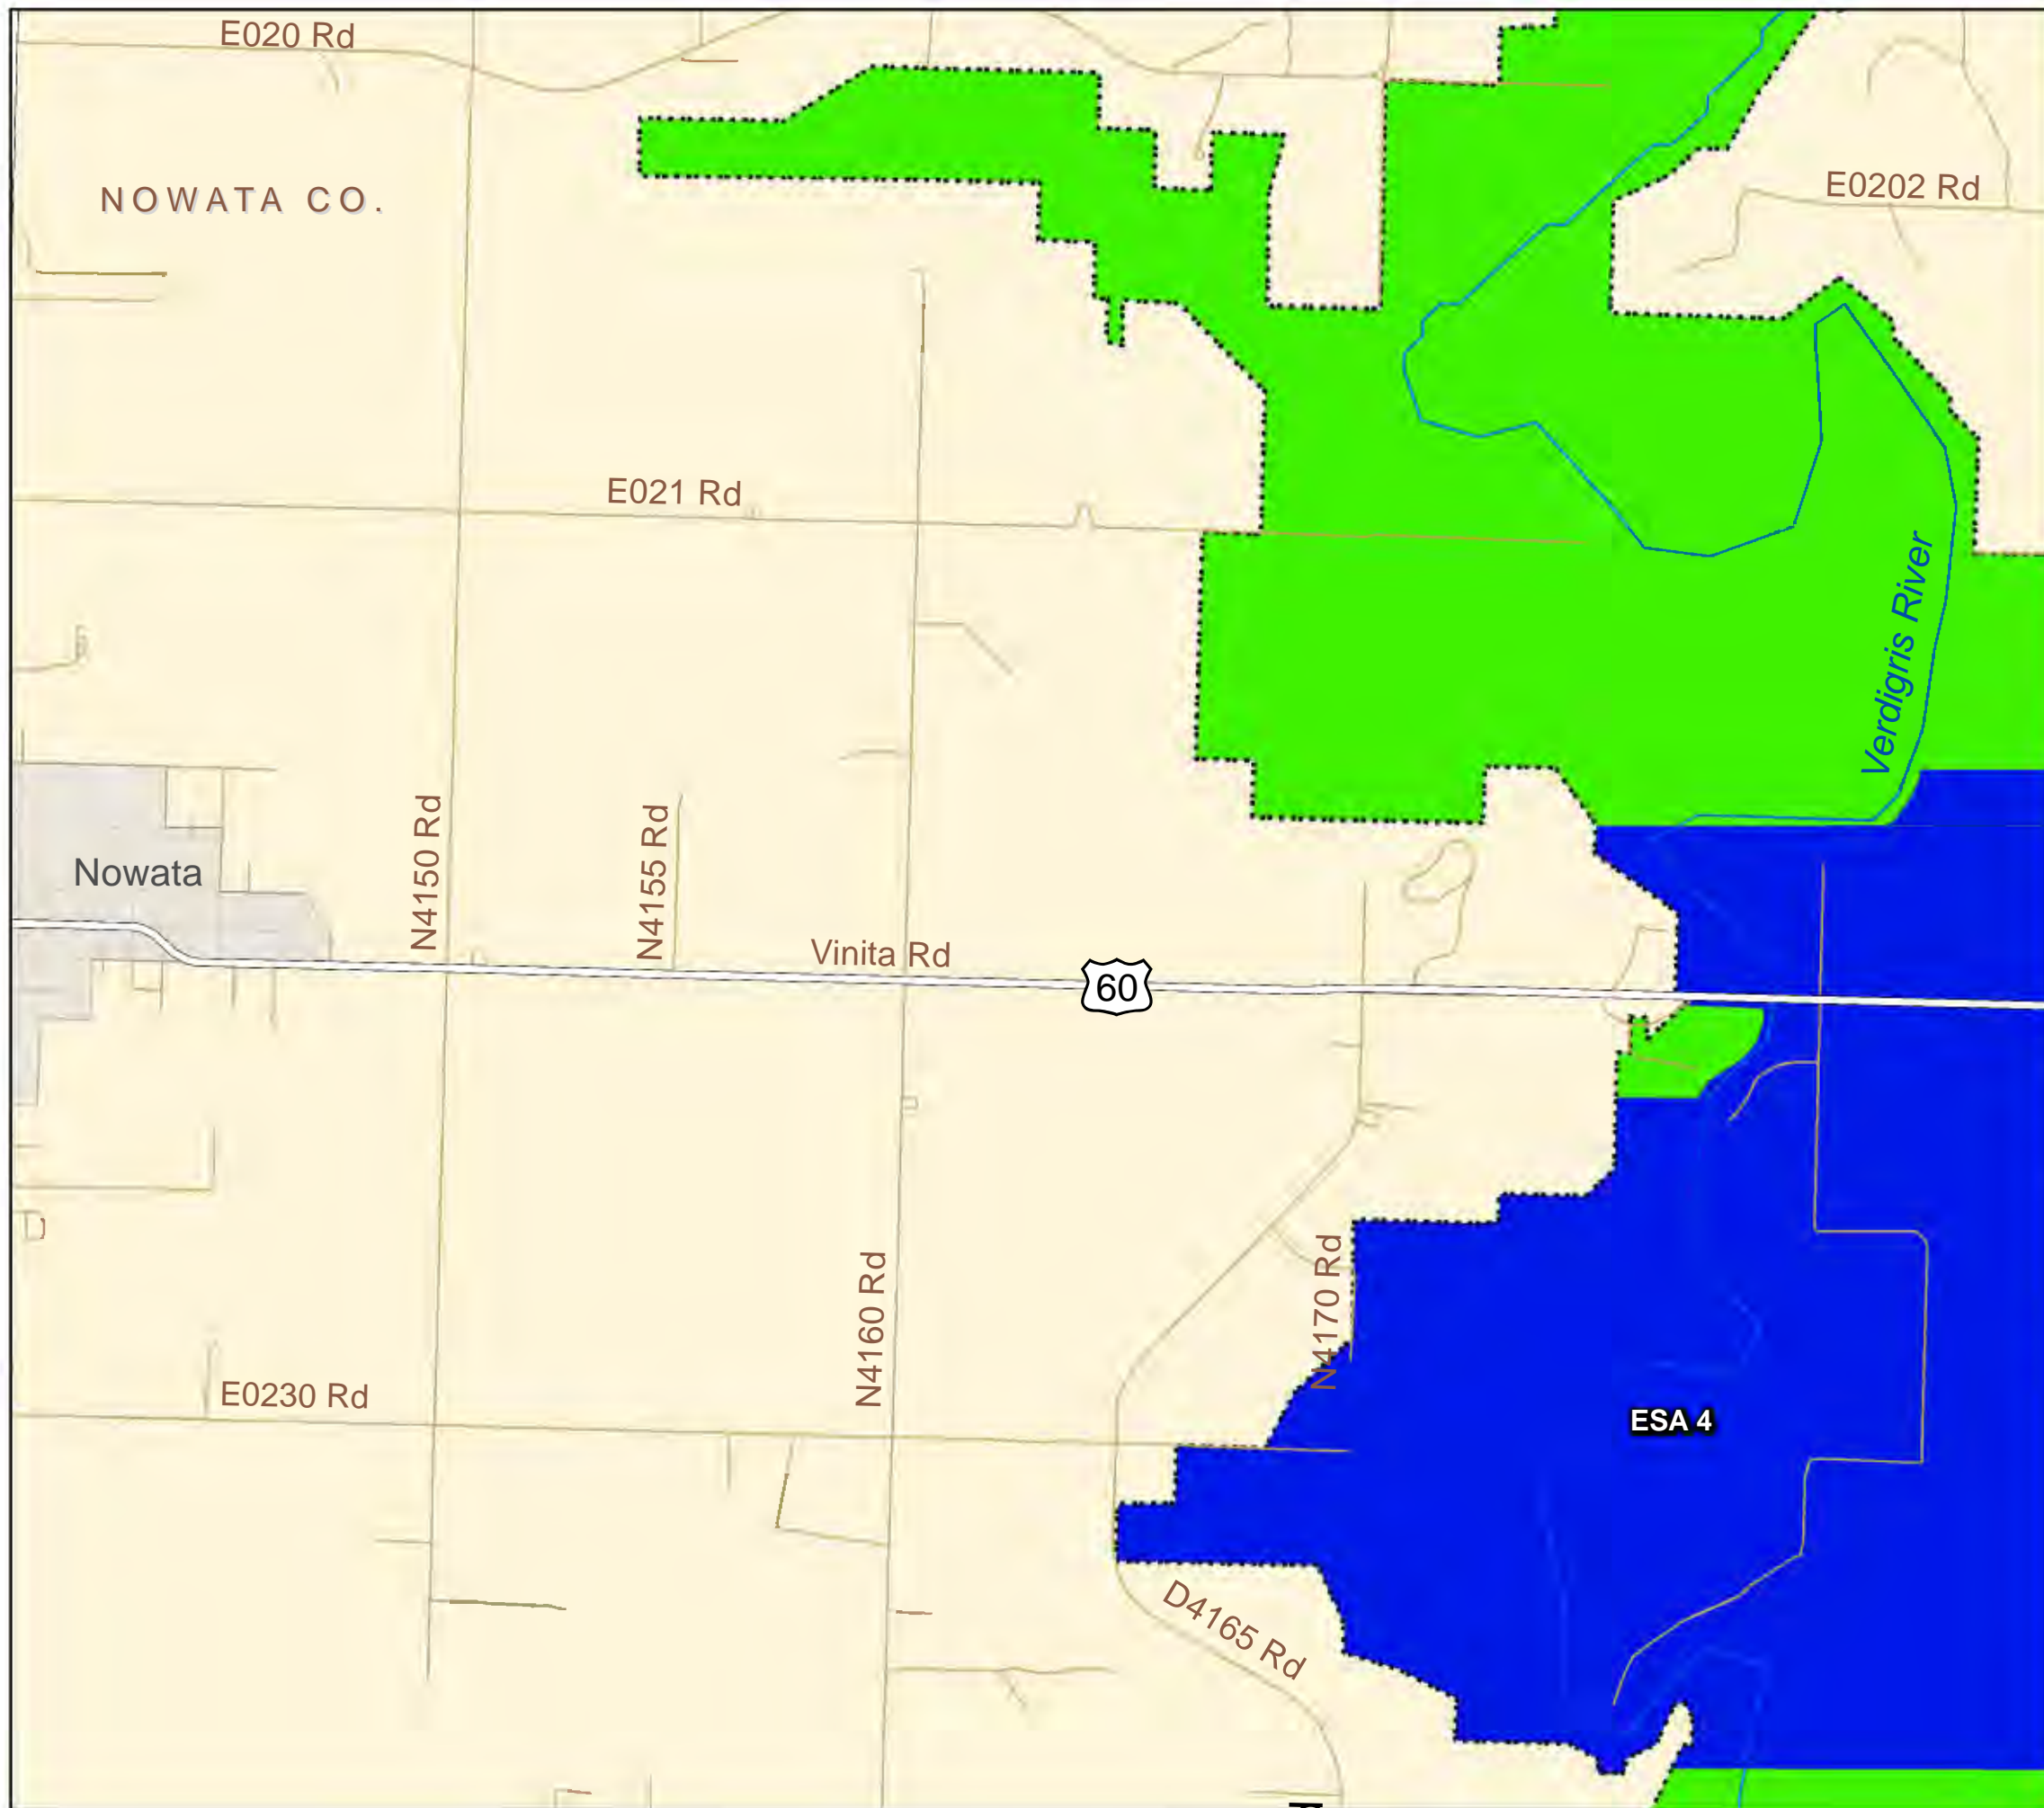 E020 Rd
NOWATA CO.
E0202 Rd
E021 Rd
Verdigris River
N4150 Rd
N4155 Rd
Nowata
Vinita Rd
60
N4160 Rd
N4170 Rd
E0230 Rd
ESA 4
D4165 Rd